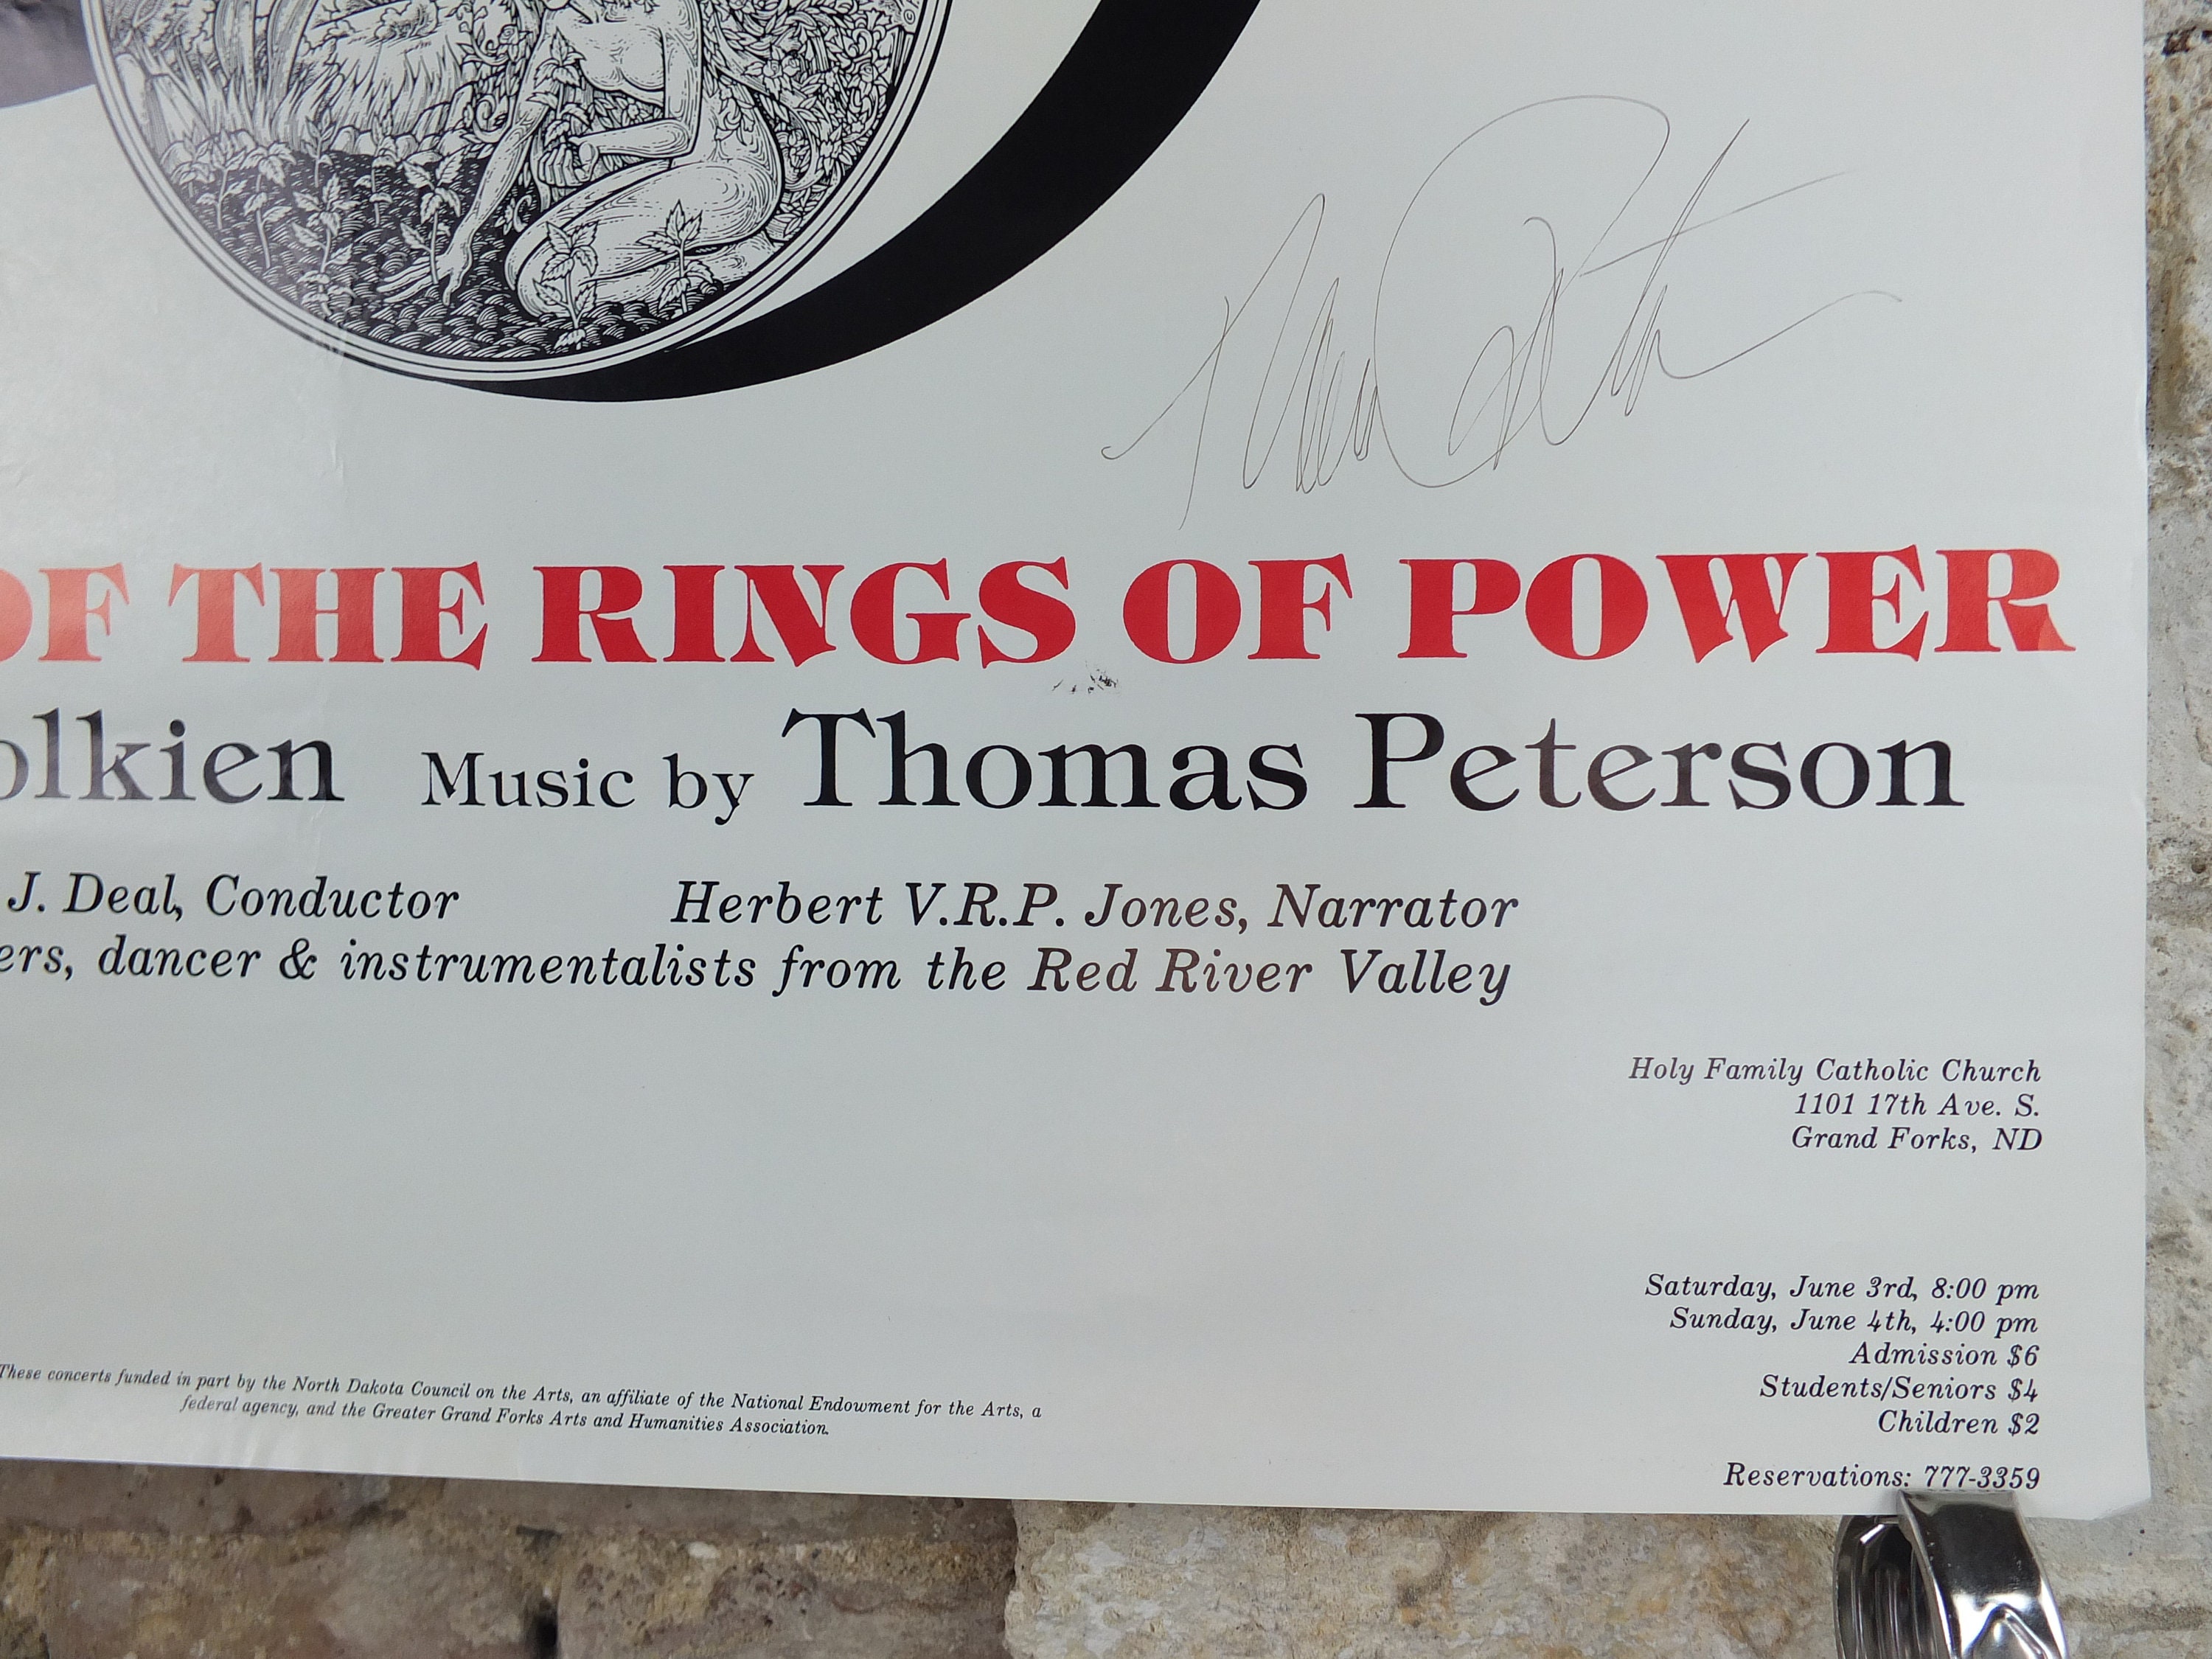 OF THE RINGS OF POWER
olkien Music by Thomas Peterson
J. Deal, Conductor Herbert V.R.P. Jones, Narrator
ers, dancer & instrumentalists from the Red River Valley
Holy Family Catholic Church
1101 17th Ave. S.
Grand Forks, ND
Saturday, June 3rd, 8:00 pm
Sunday, June 4th, 4:00 pm
Admission $6
Students/Seniors $4
Children $2
Reservations: 777-3359
These concerts funded in part by the North Dakota Council on the Arts, an affiliate of the National Endowment for the Arts, a
federal agency, and the Greater Grand Forks Arts and Humanities Association.